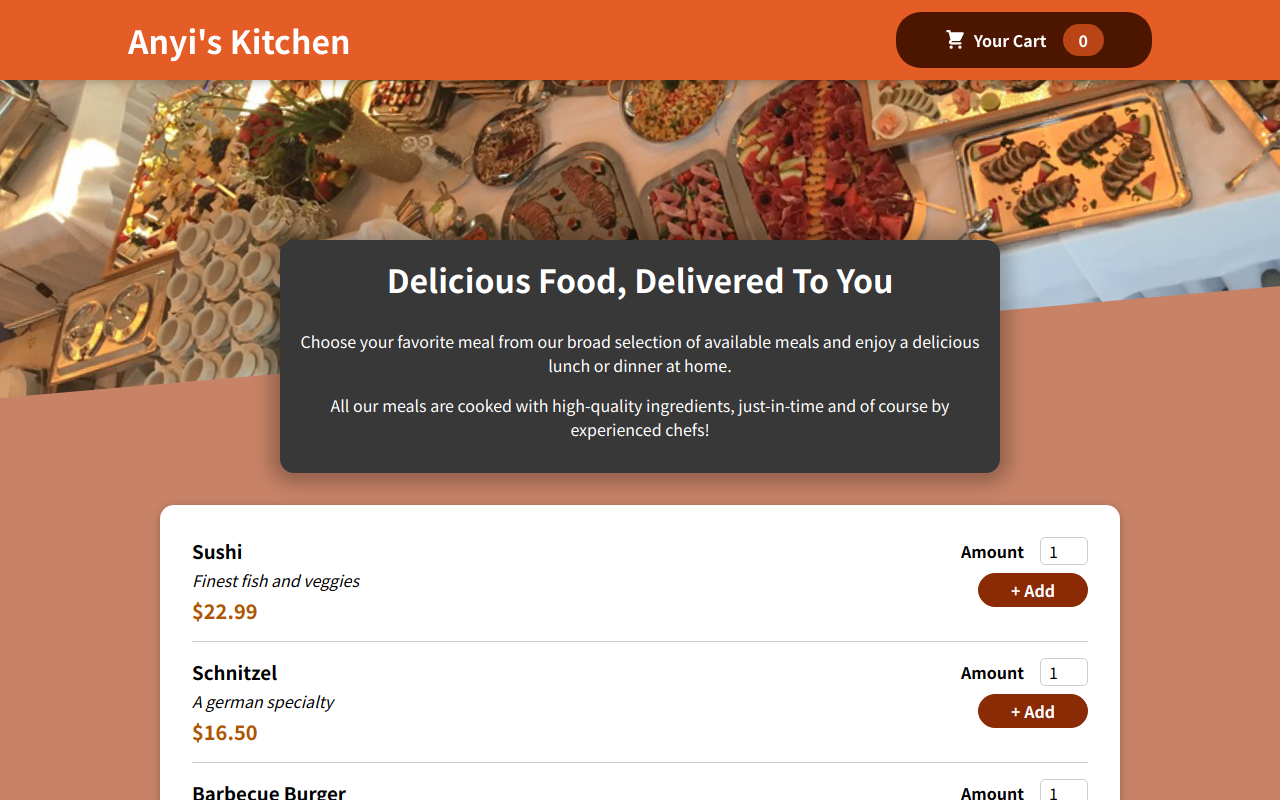 Anyi's Kitchen
Your Cart 0
Delicious Food, Delivered To You
Choose your favorite meal from our broad selection of available meals and enjoy a delicious
lunch or dinner at home.
All our meals are cooked with high-quality ingredients, just-in-time and of course by
experienced chefs!
Sushi
Amount 1
Finest fish and veggies
+ Add
$22.99
Schnitzel
Amount 1
A german specialty
+ Add
$16.50
Barbecue Burger
Amount 1